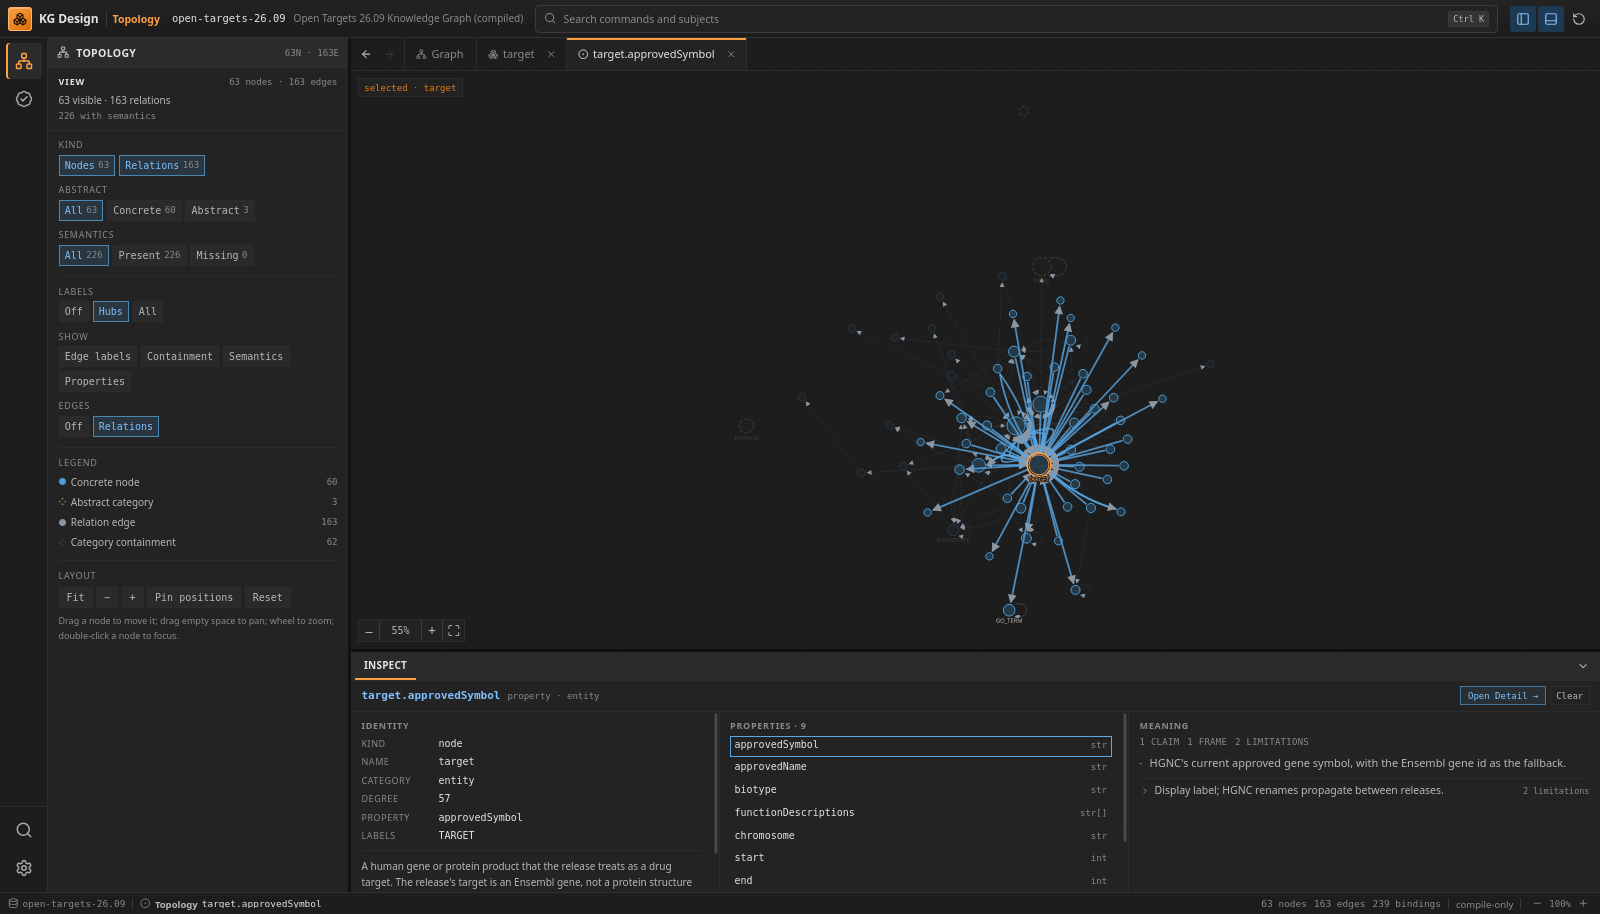 KG Design Topology open-targets-26.09 Open Targets 26.09 Knowledge Graph (compiled) Search commands and subjects Ctrl K
TOPOLOGY 63N · 163E
VIEW 63 nodes · 163 edges
63 visible · 163 relations
226 with semantics
KIND
Nodes 63 Relations 163
ABSTRACT
All 63 Concrete 60 Abstract 3
SEMANTICS
All 226 Present 226 Missing 0
LABELS
Off Hubs All
SHOW
Edge labels Containment Semantics
Properties
EDGES
Off Relations
LEGEND
Concrete node 60
Abstract category 3
Relation edge 163
Category containment 62
LAYOUT
Fit − + Pin positions Reset
Drag a node to move it; drag empty space to pan; wheel to zoom;
double-click a node to focus.
Graph target target.approvedSymbol
selected · target
GO_TERM
– 55% +
INSPECT
target.approvedSymbol property · entity Open Detail → Clear
IDENTITY
KIND node
NAME target
CATEGORY entity
DEGREE 57
PROPERTY approvedSymbol
LABELS TARGET
A human gene or protein product that the release treats as a drug
target. The release's target is an Ensembl gene, not a protein structure
PROPERTIES · 9
approvedSymbol str
approvedName str
biotype str
functionDescriptions str[]
chromosome str
start int
end int
MEANING
1 CLAIM 1 FRAME 2 LIMITATIONS
· HGNC's current approved gene symbol, with the Ensembl gene id as the fallback.
Display label; HGNC renames propagate between releases. 2 limitations
open-targets-26.09 Topology target.approvedSymbol 63 nodes 163 edges 239 bindings compile-only − 100% +